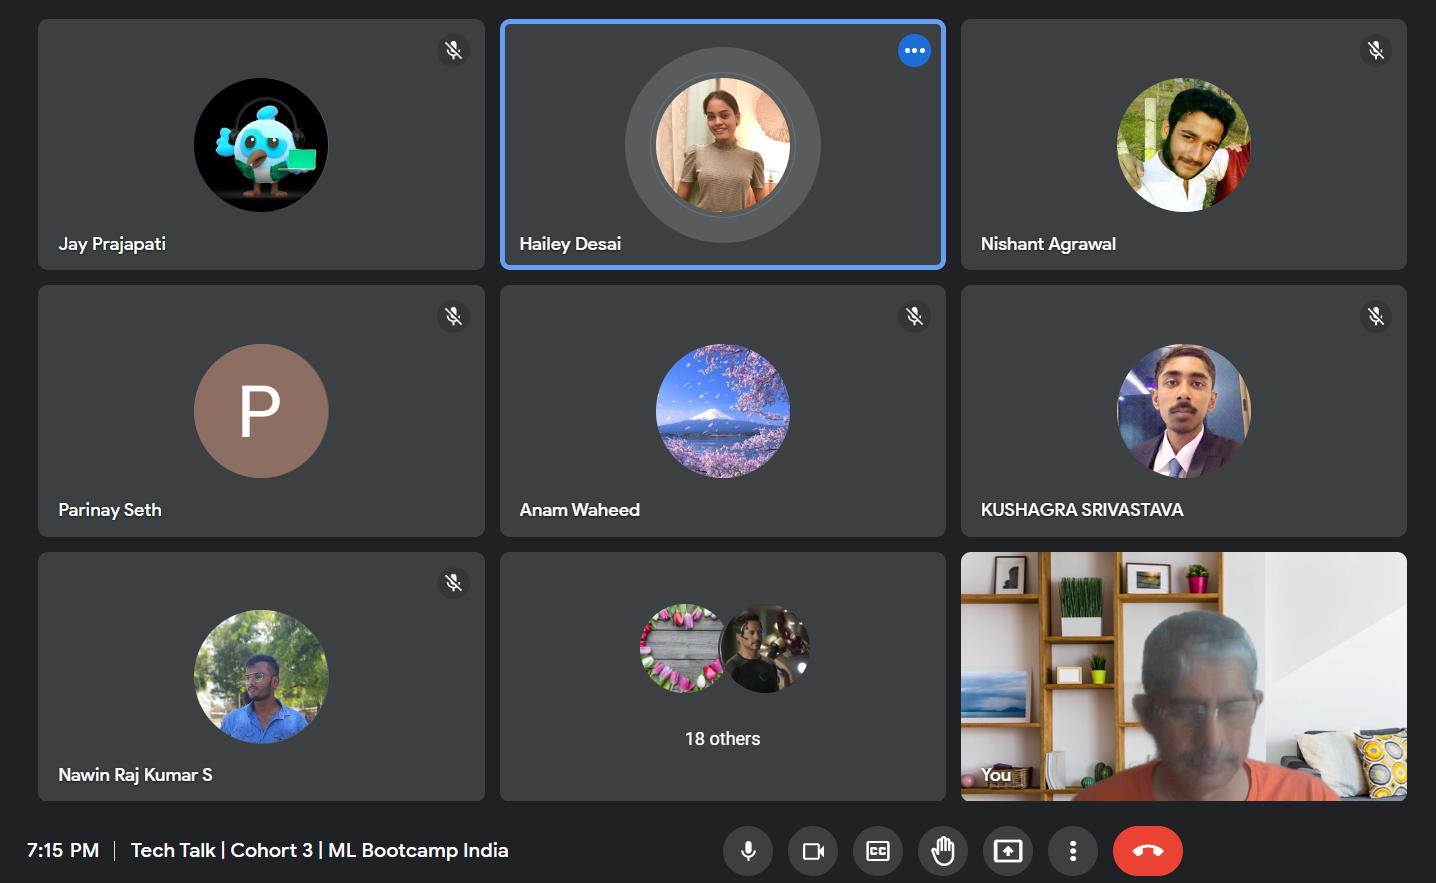 Jay Prajapati
Hailey Desai
Nishant Agrawal
P
Parinay Seth
Anam Waheed
KUSHAGRA SRIVASTAVA
Nawin Raj Kumar S
18 others
You
7:15 PM | Tech Talk | Cohort 3 | ML Bootcamp India
CC